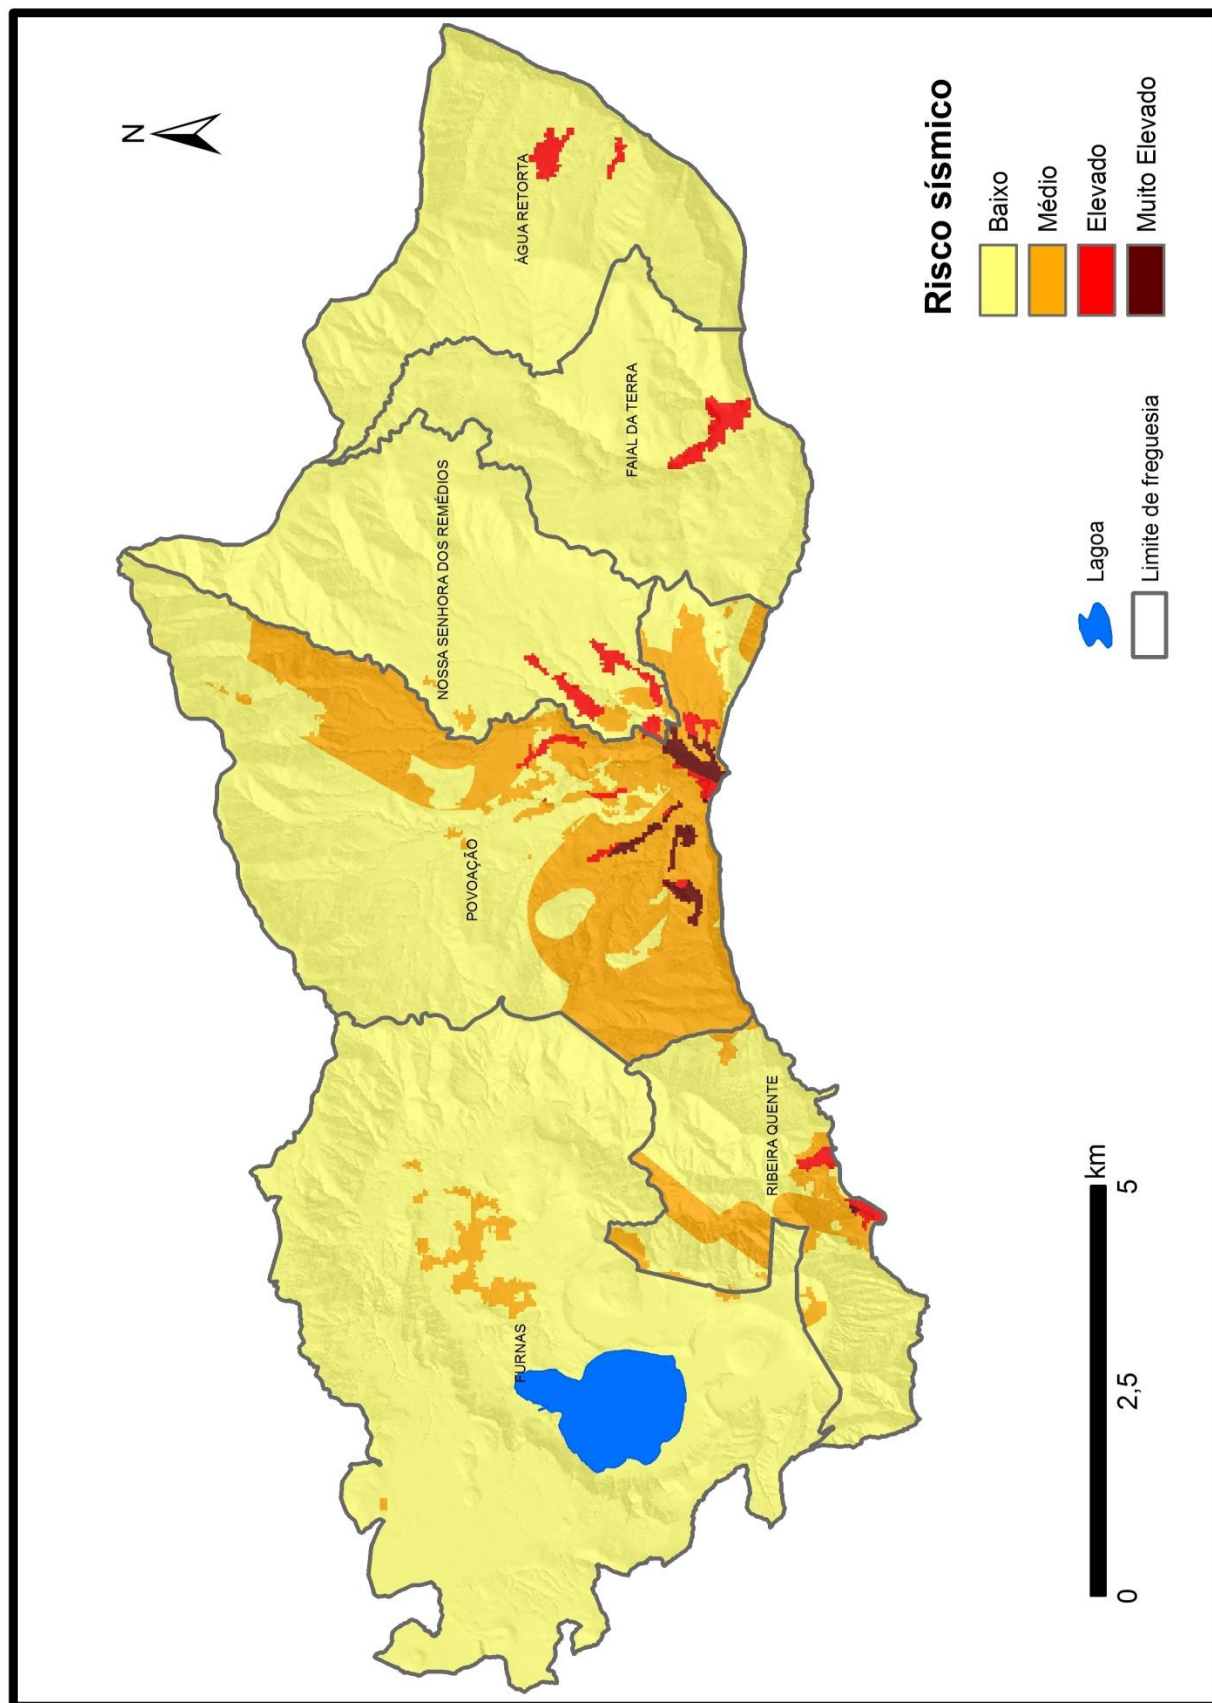 N
ÁGUA RETORTA
NOSSA SENHORA DOS REMÉDIOS
FAIAL DA TERRA
POVOAÇÃO
FURNAS
RIBEIRA QUENTE
0
2,5
5
km
Lagoa
Limite de freguesia
Risco sísmico
Baixo
Médio
Elevado
Muito Elevado